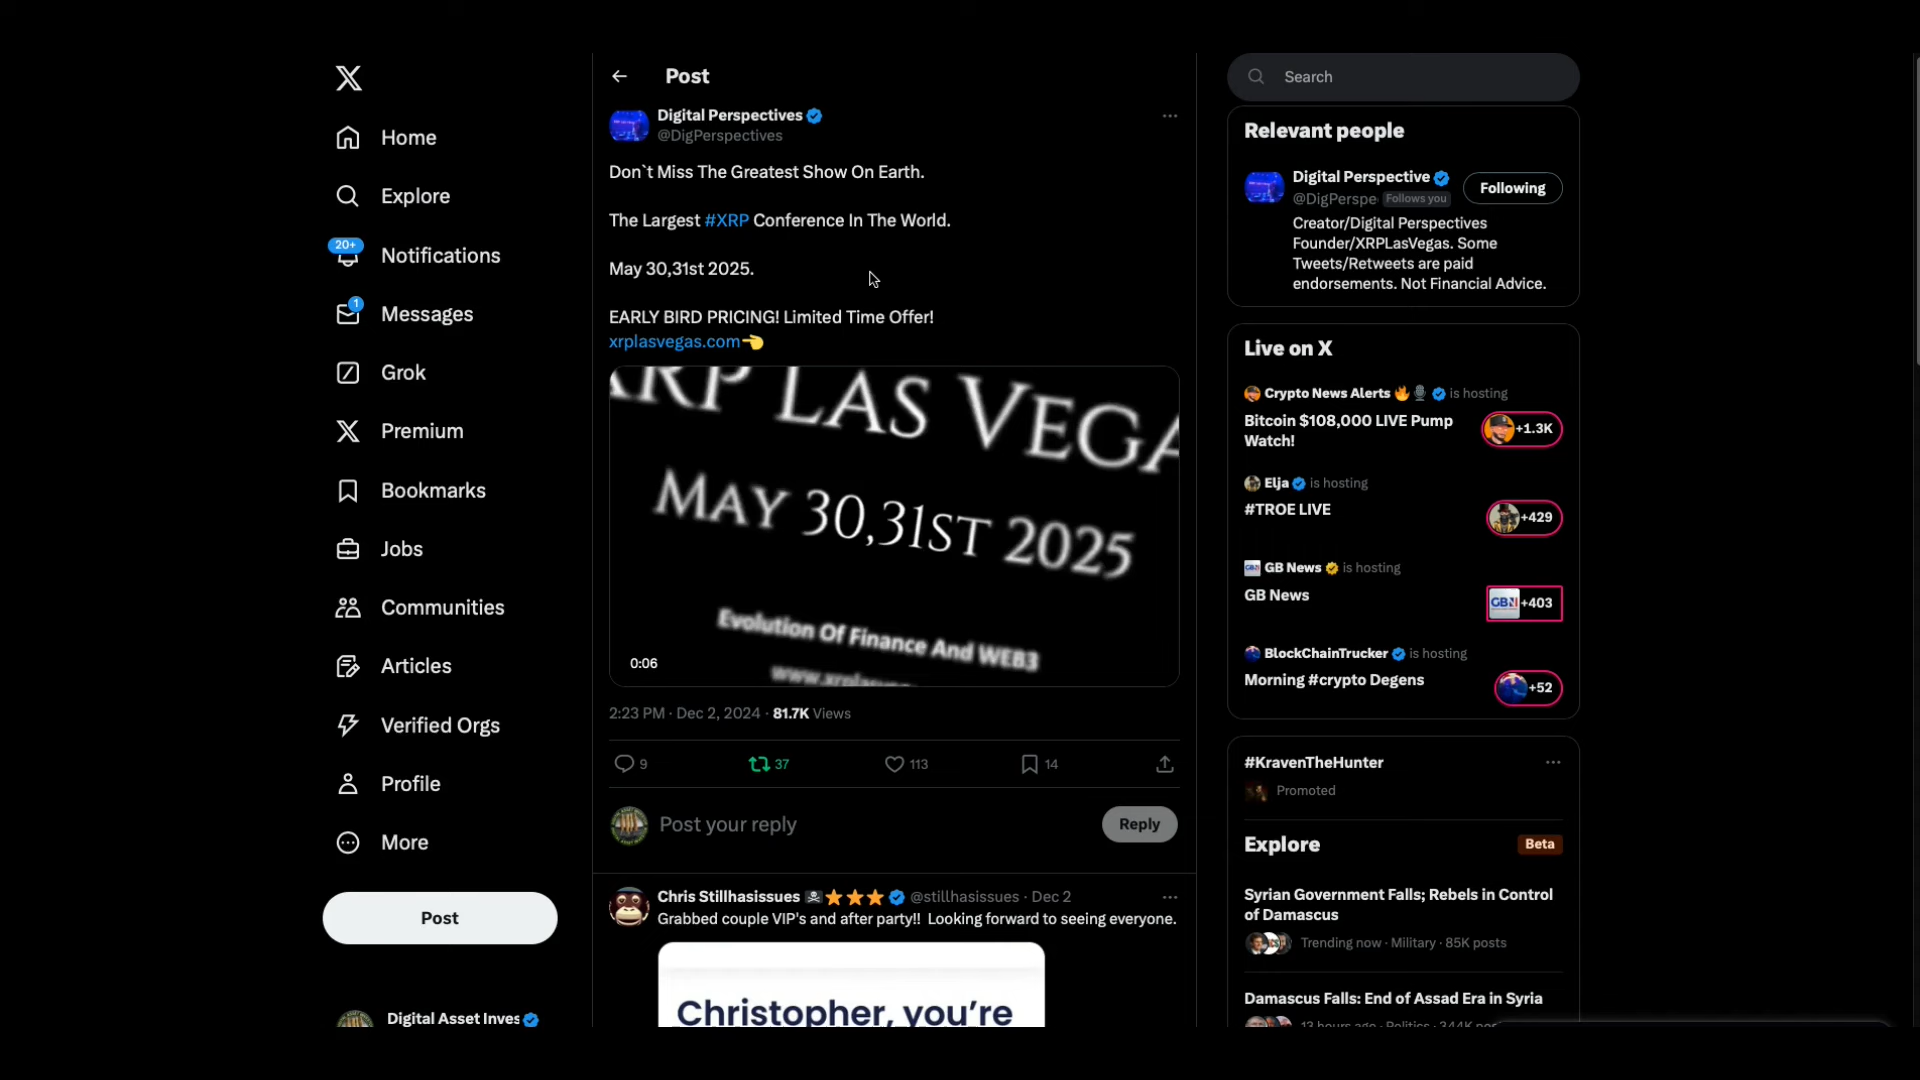 Home
Explore
20+
Notifications
1
Messages
Grok
Premium
Bookmarks
Jobs
Communities
Articles
Verified Orgs
Profile
More
Post
Digital Asset Inves
Post
Digital Perspectives
@DigPerspectives
Don`t Miss The Greatest Show On Earth.
The Largest #XRP Conference In The World.
May 30,31st 2025.
EARLY BIRD PRICING! Limited Time Offer!
xrplasvegas.com
XRP LAS VEGA
MAY 30,31ST 2025
Evolution Of Finance And WEB3
0:06
2:23 PM · Dec 2, 2024 · 81.7K Views
9 37 113 14
Post your reply
Reply
Chris Stillhasissues @stillhasissues · Dec 2
Grabbed couple VIP's and after party!! Looking forward to seeing everyone.
Christopher, you're
Search
Relevant people
Digital Perspective
@DigPerspe Follows you
Following
Creator/Digital Perspectives
Founder/XRPLasVegas. Some
Tweets/Retweets are paid
endorsements. Not Financial Advice.
Live on X
Crypto News Alerts is hosting
Bitcoin $108,000 LIVE Pump
Watch!
+1.3K
Elja is hosting
#TROE LIVE
+429
GB News is hosting
GB News
GBN +403
BlockChainTrucker is hosting
Morning #crypto Degens
+52
#KravenTheHunter
Promoted
Explore
Beta
Syrian Government Falls; Rebels in Control
of Damascus
Trending now · Military · 85K posts
Damascus Falls: End of Assad Era in Syria
13 hours ago · Politics · 344K pos